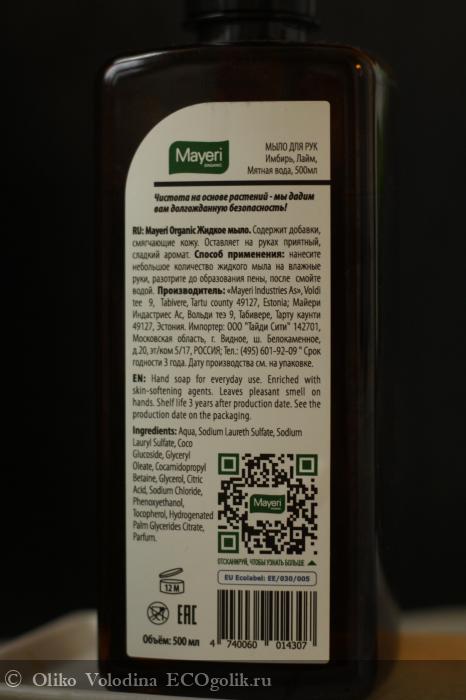 Mayeri
ORGANIC
МЫЛО ДЛЯ РУК
Имбирь, Лайм,
Мятная вода, 500мл
Чистота на основе растений - мы дадим
вам долгожданную безопасность!
RU: Mayeri Organic Жидкое мыло. Содержит добавки,
смягчающие кожу. Оставляет на руках приятный,
сладкий аромат. Способ применения: нанесите
небольшое количество жидкого мыла на влажные
руки, разотрите до образования пены, после смойте
водой. Производитель: «Mayeri Industries As», Voldi
tee 9, Tabivere, Tartu county 49127, Estonia; Майери
Индастриес Ас, Вольди теэ 9, Табивере, Тарту каунти
49127, Эстония. Импортер: ООО "Тайди Сити" 142701,
Московская область, г. Видное, ш. Белокаменное,
д.20, эт/ком 5/17, РОССИЯ; Тел.: (495) 601-92-09 " Срок
годности 3 года. Дата производства см. на упаковке.
EN: Hand soap for everyday use. Enriched with
skin-softening agents. Leaves pleasant smell on
hands. Shelf life 3 years after production date. See the
production date on the packaging.
Ingredients: Aqua, Sodium Laureth Sulfate, Sodium
Lauryl Sulfate, Coco
Glucoside, Glyceryl
Oleate, Cocamidopropyl
Betaine, Glycerol, Citric
Acid, Sodium Chloride,
Phenoxyethanol,
Tocopherol, Hydrogenated
Palm Glycerides Citrate,
Parfum.
Mayeri
ORGANIC
ОТСКАНИРУЙ, ЧТОБЫ УЗНАТЬ БОЛЬШЕ
EU Ecolabel: EE/030/005
12 M
EAC
Объём: 500 мл
4 740060 014307
© Oliko Volodina ECOgolik.ru